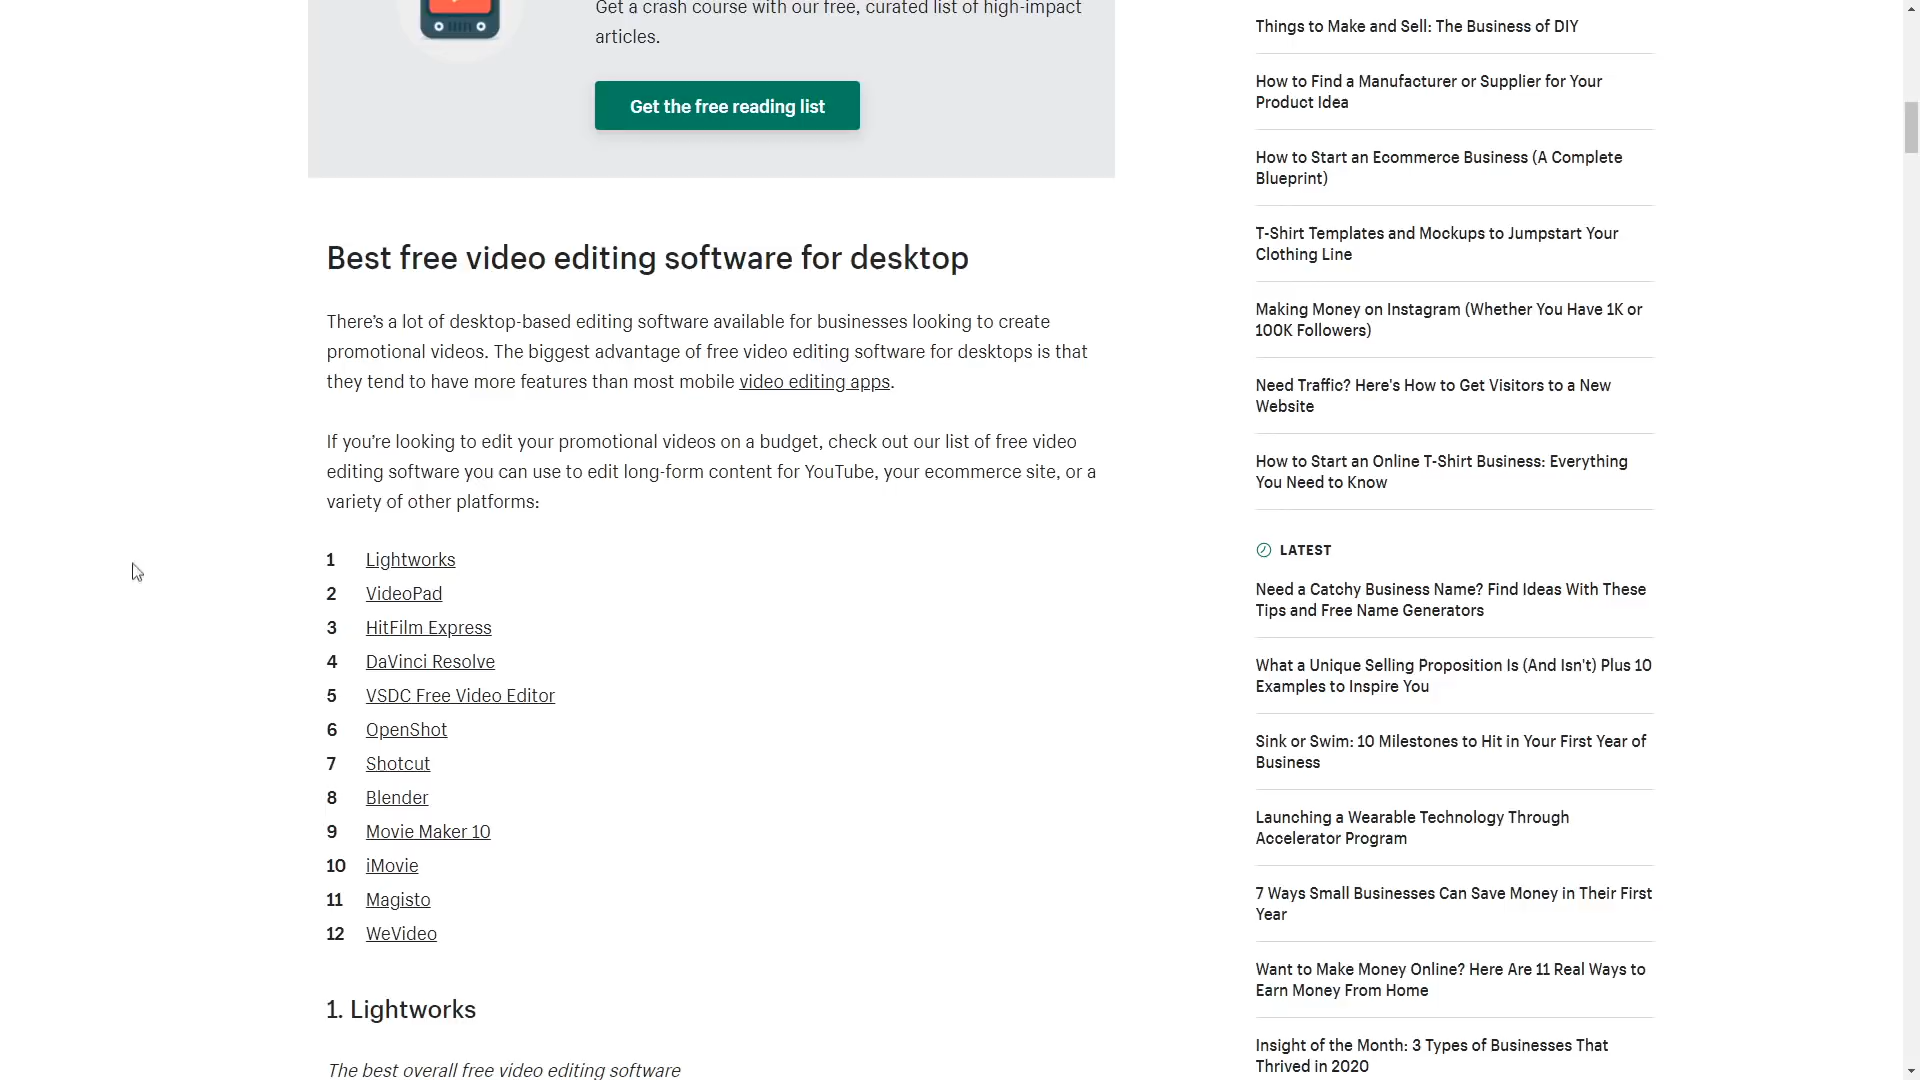 Get a crash course with our free, curated list of high-impact
articles.
Get the free reading list
Best free video editing software for desktop
There’s a lot of desktop-based editing software available for businesses looking to create
promotional videos. The biggest advantage of free video editing software for desktops is that
they tend to have more features than most mobile video editing apps.
If you’re looking to edit your promotional videos on a budget, check out our list of free video
editing software you can use to edit long-form content for YouTube, your ecommerce site, or a
variety of other platforms:
1 Lightworks
2 VideoPad
3 HitFilm Express
4 DaVinci Resolve
5 VSDC Free Video Editor
6 OpenShot
7 Shotcut
8 Blender
9 Movie Maker 10
10 iMovie
11 Magisto
12 WeVideo
1. Lightworks
The best overall free video editing software
Things to Make and Sell: The Business of DIY
How to Find a Manufacturer or Supplier for Your
Product Idea
How to Start an Ecommerce Business (A Complete
Blueprint)
T-Shirt Templates and Mockups to Jumpstart Your
Clothing Line
Making Money on Instagram (Whether You Have 1K or
100K Followers)
Need Traffic? Here's How to Get Visitors to a New
Website
How to Start an Online T-Shirt Business: Everything
You Need to Know
LATEST
Need a Catchy Business Name? Find Ideas With These
Tips and Free Name Generators
What a Unique Selling Proposition Is (And Isn't) Plus 10
Examples to Inspire You
Sink or Swim: 10 Milestones to Hit in Your First Year of
Business
Launching a Wearable Technology Through
Accelerator Program
7 Ways Small Businesses Can Save Money in Their First
Year
Want to Make Money Online? Here Are 11 Real Ways to
Earn Money From Home
Insight of the Month: 3 Types of Businesses That
Thrived in 2020